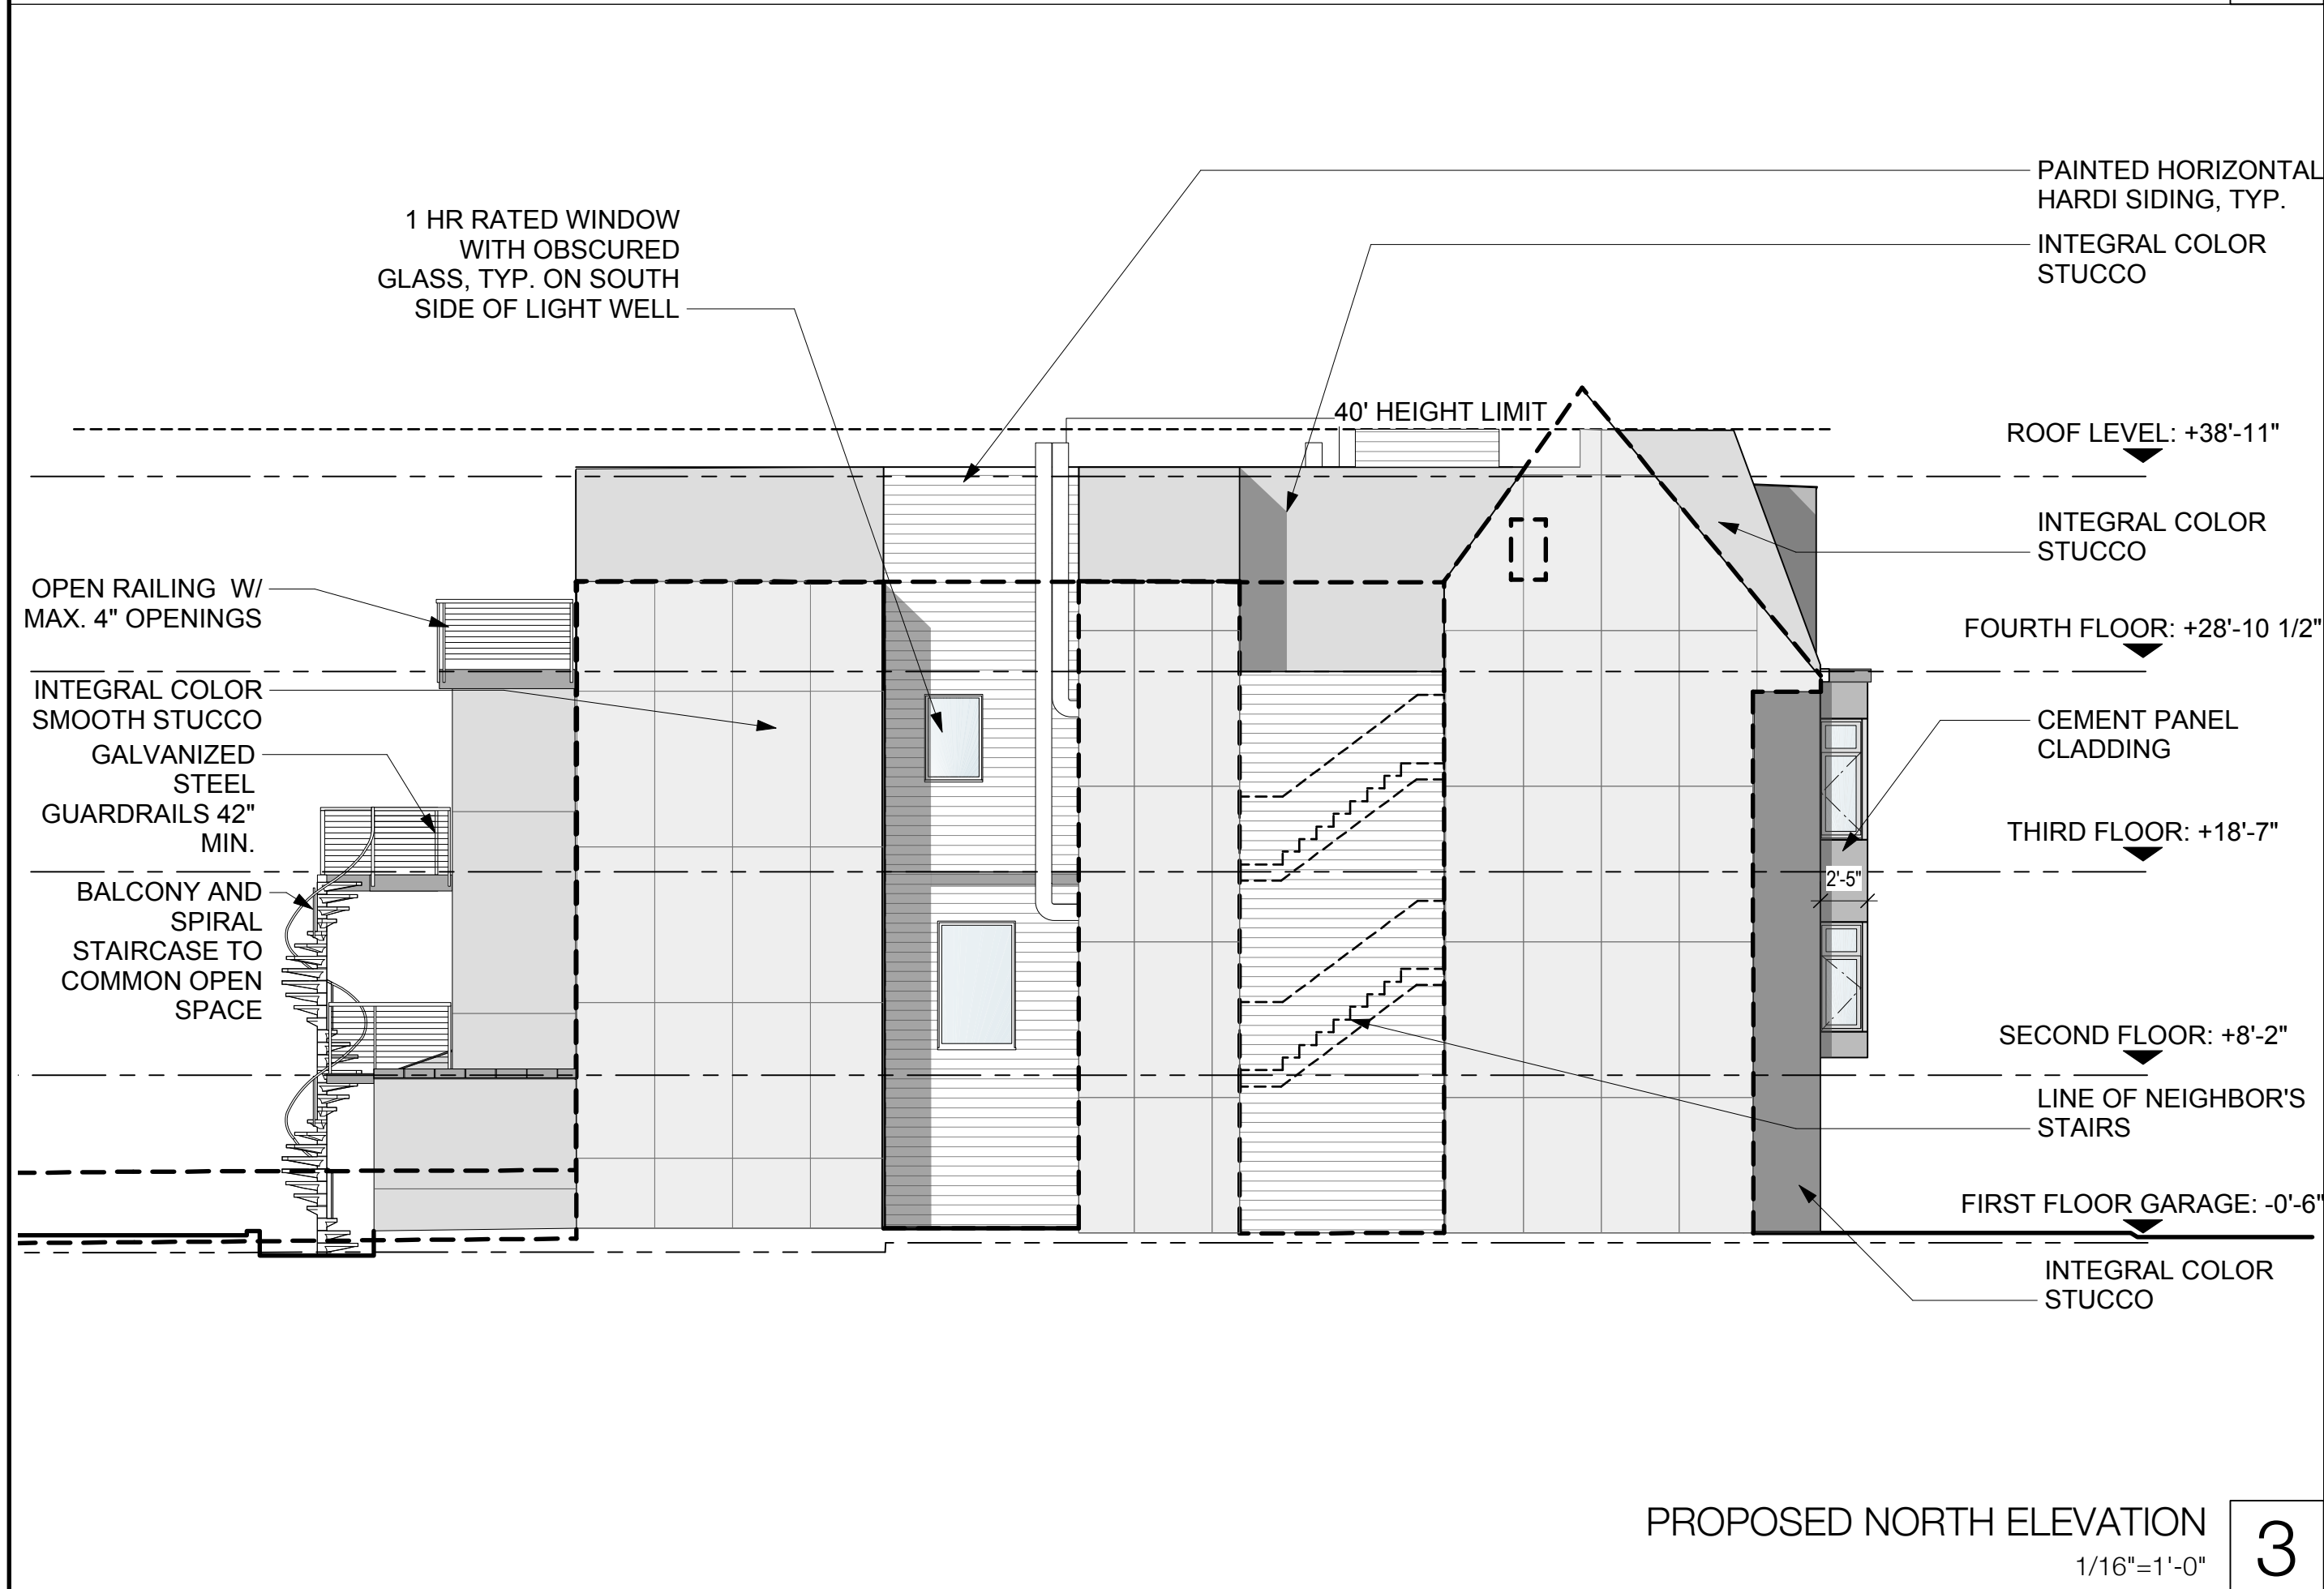 PAINTED HORIZONTAL
HARDI SIDING, TYP.
1 HR RATED WINDOW
WITH OBSCURED
GLASS, TYP. ON SOUTH
SIDE OF LIGHT WELL
INTEGRAL COLOR
STUCCO
40' HEIGHT LIMIT
ROOF LEVEL: +38'-11"
INTEGRAL COLOR
STUCCO
OPEN RAILING W/
MAX. 4" OPENINGS
FOURTH FLOOR: +28'-10 1/2"
INTEGRAL COLOR
SMOOTH STUCCO
CEMENT PANEL
CLADDING
GALVANIZED
STEEL
GUARDRAILS 42"
MIN.
THIRD FLOOR: +18'-7"
2'-5"
BALCONY AND
SPIRAL
STAIRCASE TO
COMMON OPEN
SPACE
SECOND FLOOR: +8'-2"
LINE OF NEIGHBOR'S
STAIRS
FIRST FLOOR GARAGE: -0'-6"
INTEGRAL COLOR
STUCCO
PROPOSED NORTH ELEVATION
1/16"=1'-0"
3